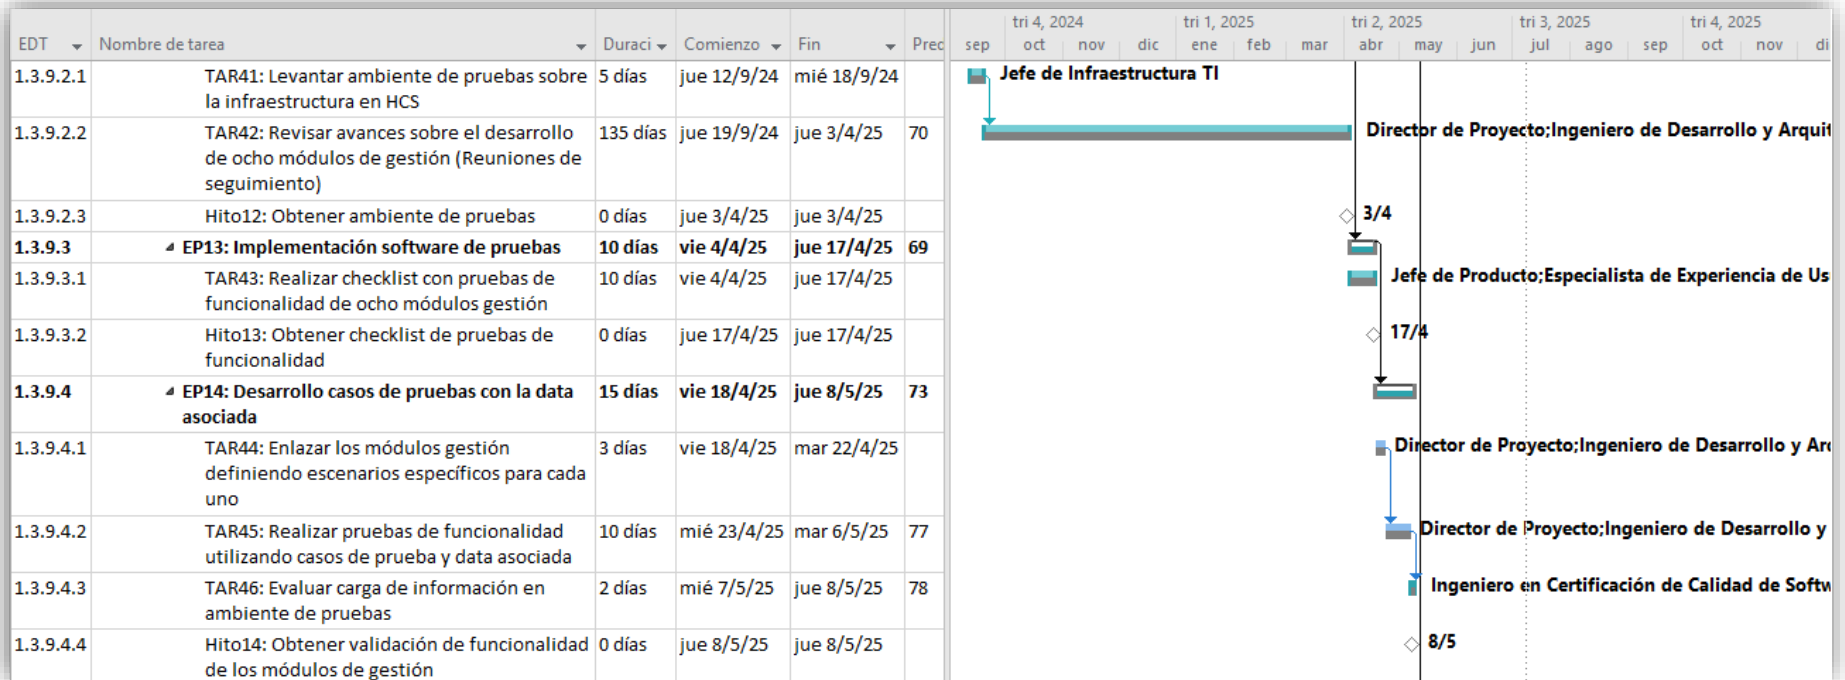 EDT Nombre de tarea Duraci Comienzo Fin Prec
tri 4, 2024 tri 1, 2025 tri 2, 2025 tri 3, 2025 tri 4, 2025
sep oct nov dic ene feb mar abr may jun jul ago sep oct nov di
1.3.9.2.1 TAR41: Levantar ambiente de pruebas sobre 5 días jue 12/9/24 mié 18/9/24 Jefe de Infraestructura TI
la infraestructura en HCS
1.3.9.2.2 TAR42: Revisar avances sobre el desarrollo 135 días jue 19/9/24 jue 3/4/25 70 Director de Proyecto;Ingeniero de Desarrollo y Arquit
de ocho módulos de gestión (Reuniones de
seguimiento)
1.3.9.2.3 Hito12: Obtener ambiente de pruebas 0 días jue 3/4/25 jue 3/4/25 3/4
1.3.9.3 EP13: Implementación software de pruebas 10 días vie 4/4/25 jue 17/4/25 69
1.3.9.3.1 TAR43: Realizar checklist con pruebas de 10 días vie 4/4/25 jue 17/4/25 Jefe de Producto;Especialista de Experiencia de Us
funcionalidad de ocho módulos gestión
1.3.9.3.2 Hito13: Obtener checklist de pruebas de 0 días jue 17/4/25 jue 17/4/25 17/4
funcionalidad
1.3.9.4 EP14: Desarrollo casos de pruebas con la data 15 días vie 18/4/25 jue 8/5/25 73
asociada
1.3.9.4.1 TAR44: Enlazar los módulos gestión 3 días vie 18/4/25 mar 22/4/25 Director de Proyecto;Ingeniero de Desarrollo y Arq
definiendo escenarios específicos para cada
uno
1.3.9.4.2 TAR45: Realizar pruebas de funcionalidad 10 días mié 23/4/25 mar 6/5/25 77 Director de Proyecto;Ingeniero de Desarrollo y
utilizando casos de prueba y data asociada
1.3.9.4.3 TAR46: Evaluar carga de información en 2 días mié 7/5/25 jue 8/5/25 78 Ingeniero en Certificación de Calidad de Softw
ambiente de pruebas
1.3.9.4.4 Hito14: Obtener validación de funcionalidad 0 días jue 8/5/25 jue 8/5/25 8/5
de los módulos de gestión